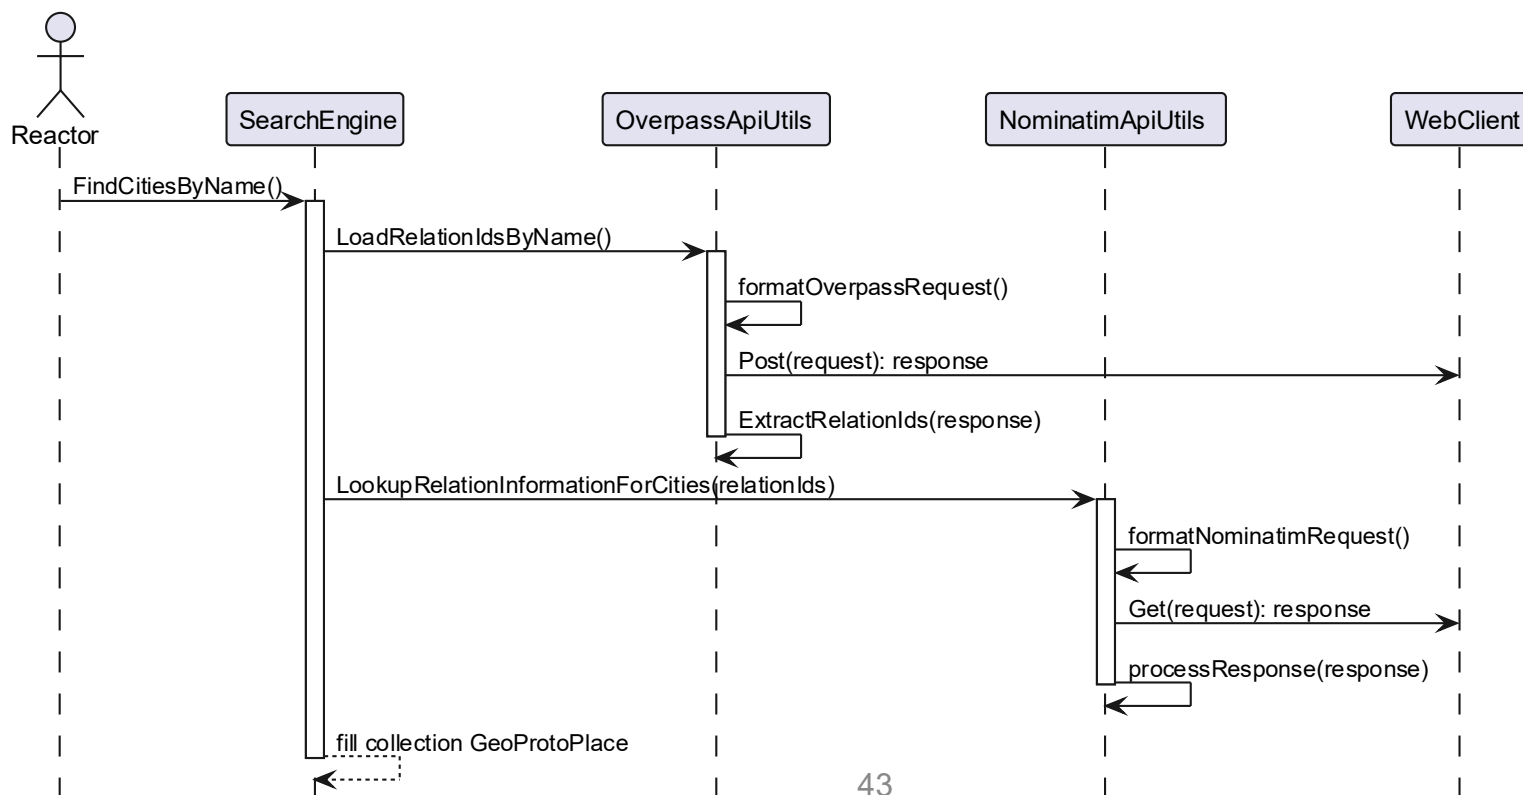 Reactor
SearchEngine
OverpassApiUtils
NominatimApiUtils
WebClient
FindCitiesByName()
LoadRelationIdsByName()
formatOverpassRequest()
Post(request): response
ExtractRelationIds(response)
LookupRelationInformationForCities(relationIds)
formatNominatimRequest()
Get(request): response
processResponse(response)
fill collection GeoProtoPlace
43